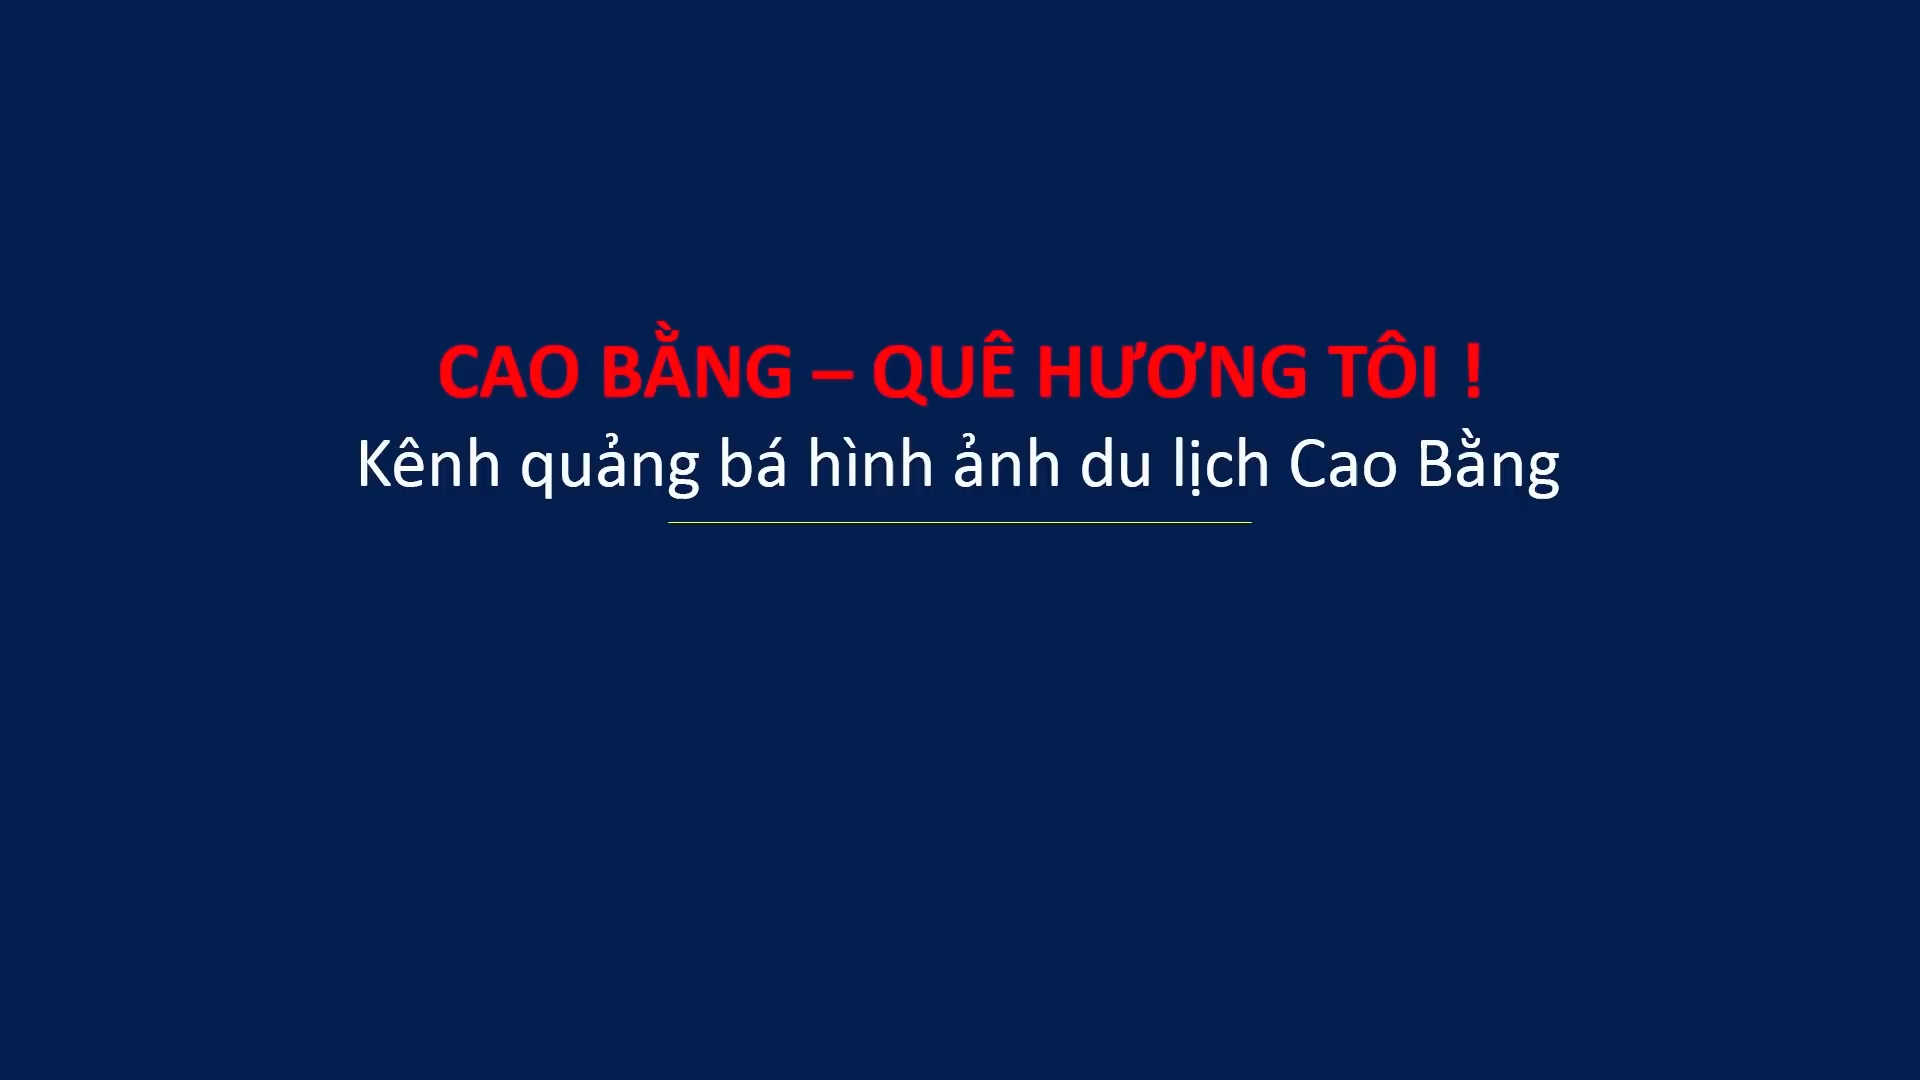 CAO BẰNG – QUÊ HƯƠNG TÔI !
Kênh quảng bá hình ảnh du lịch Cao Bằng